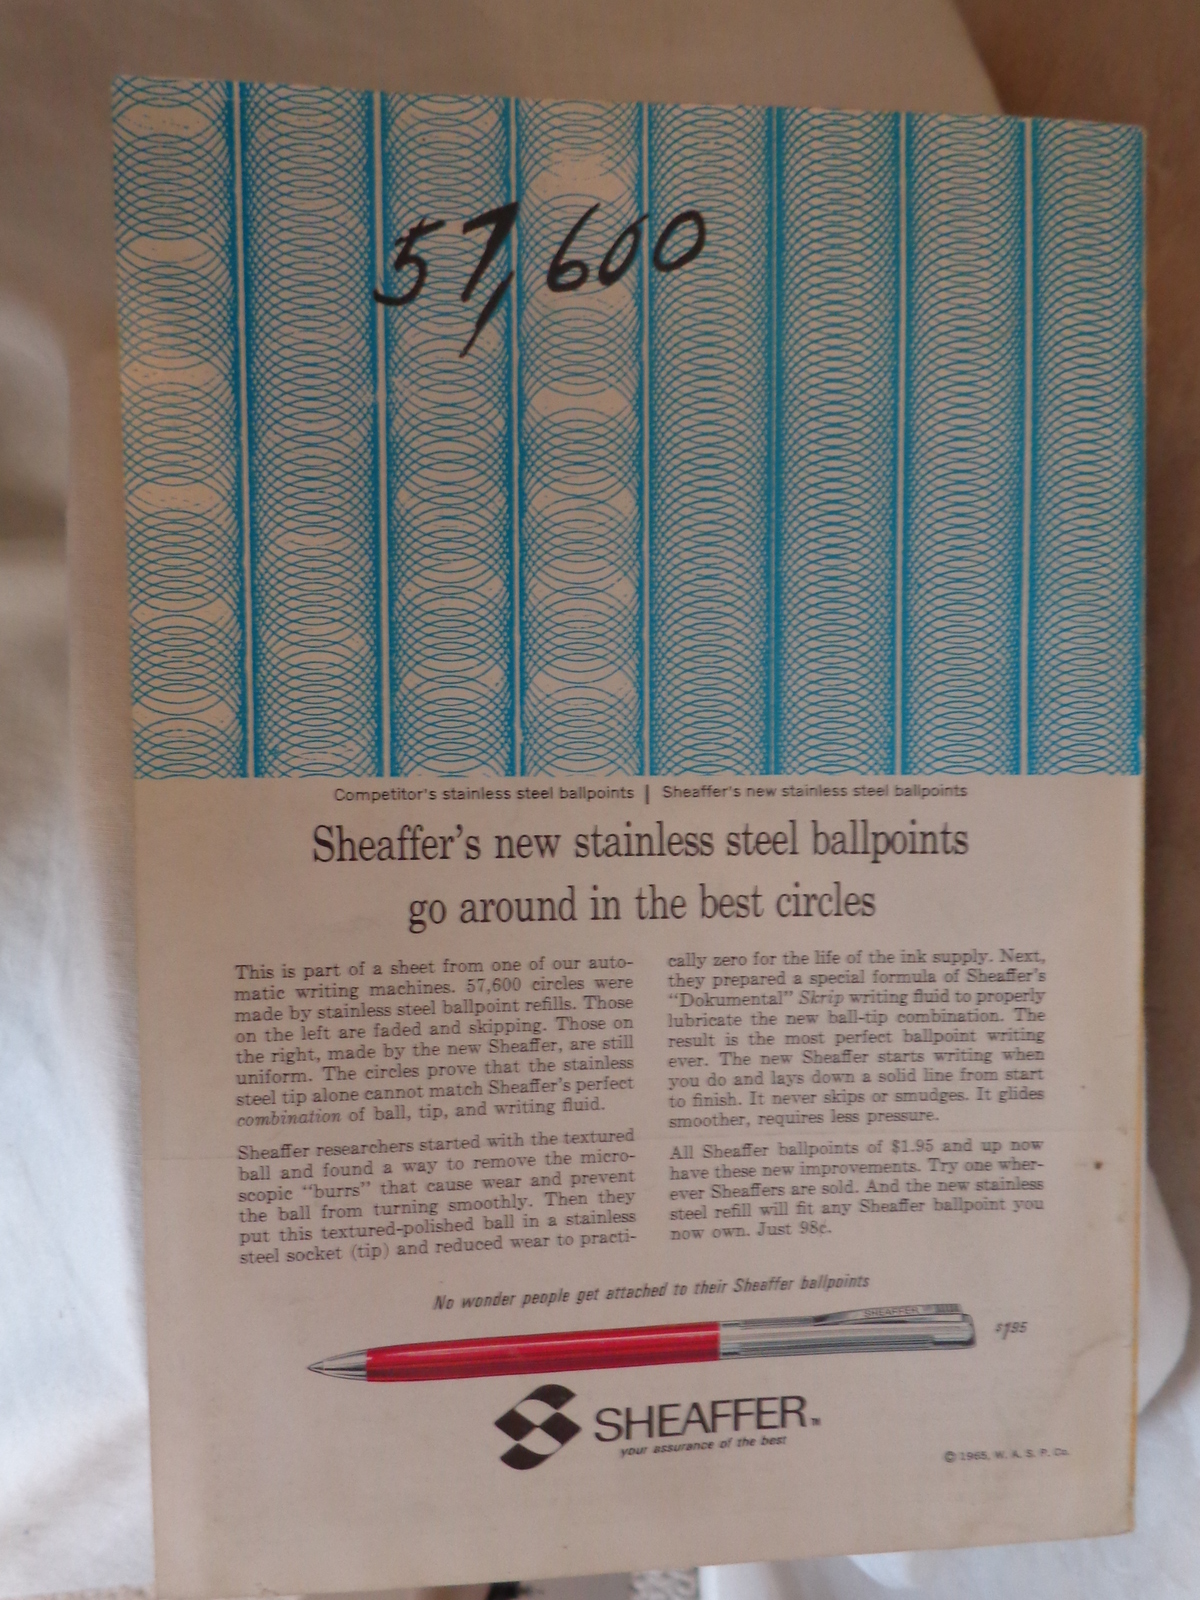 57,600
Competitor's stainless steel ballpoints | Sheaffer's new stainless steel ballpoints
Sheaffer's new stainless steel ballpoints
go around in the best circles
This is part of a sheet from one of our auto-
matic writing machines. 57,600 circles were
made by stainless steel ballpoint refills. Those
on the left are faded and skipping. Those on
the right, made by the new Sheaffer, are still
uniform. The circles prove that the stainless
steel tip alone cannot match Sheaffer's perfect
combination of ball, tip, and writing fluid.
Sheaffer researchers started with the textured
ball and found a way to remove the micro-
scopic "burrs" that cause wear and prevent
the ball from turning smoothly. Then they
put this textured-polished ball in a stainless
steel socket (tip) and reduced wear to practi-
cally zero for the life of the ink supply. Next,
they prepared a special formula of Sheaffer's
"Dokumental" Skrip writing fluid to properly
lubricate the new ball-tip combination. The
result is the most perfect ballpoint writing
ever. The new Sheaffer starts writing when
you do and lays down a solid line from start
to finish. It never skips or smudges. It glides
smoother, requires less pressure.
All Sheaffer ballpoints of $1.95 and up now
have these new improvements. Try one wher-
ever Sheaffers are sold. And the new stainless
steel refill will fit any Sheaffer ballpoint you
now own. Just 98¢.
No wonder people get attached to their Sheaffer ballpoints
SHEAFFER
$1.95
SHEAFFER™
your assurance of the best
© 1965, W. A. S. P. Co.